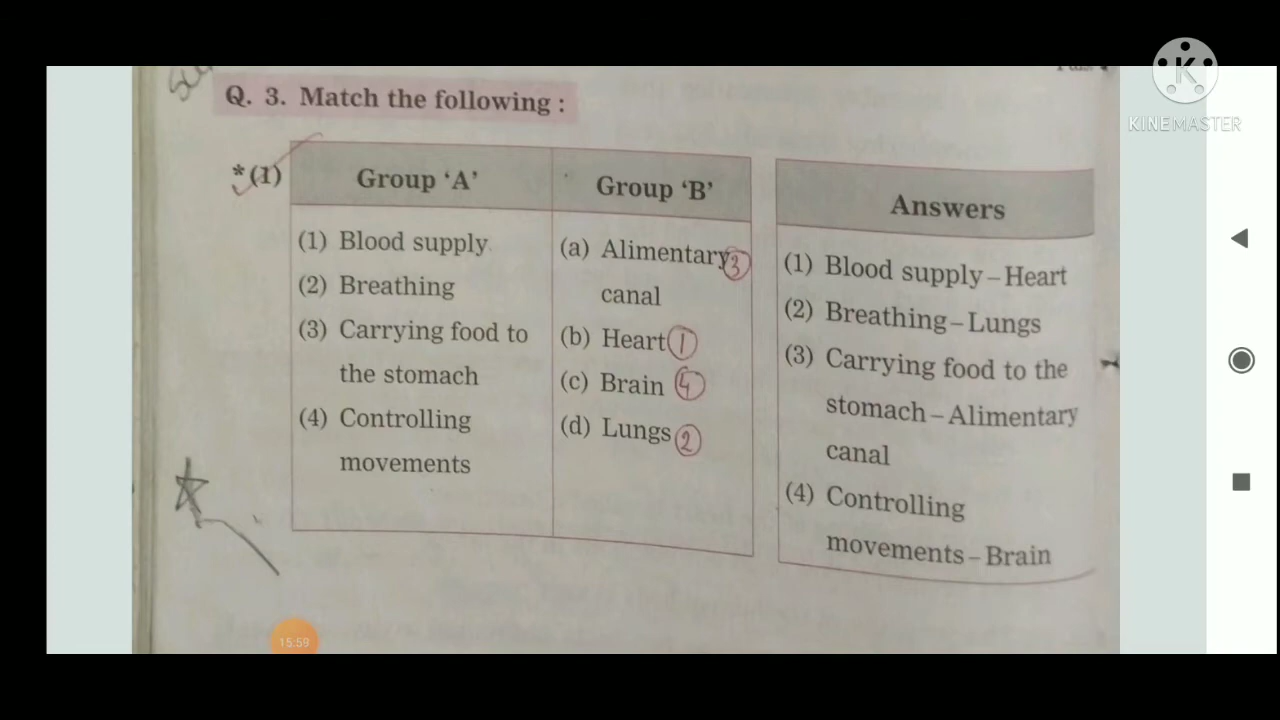 KINEMASTER
Q. 3. Match the following :
*(1)
Group ‘A’
(1) Blood supply
(2) Breathing
(3) Carrying food to
the stomach
(4) Controlling
movements
Group ‘B’
(a) Alimentary 3
canal
(b) Heart 1
(c) Brain 4
(d) Lungs 2
Answers
(1) Blood supply – Heart
(2) Breathing – Lungs
(3) Carrying food to the
stomach – Alimentary
canal
(4) Controlling
movements – Brain
15:59